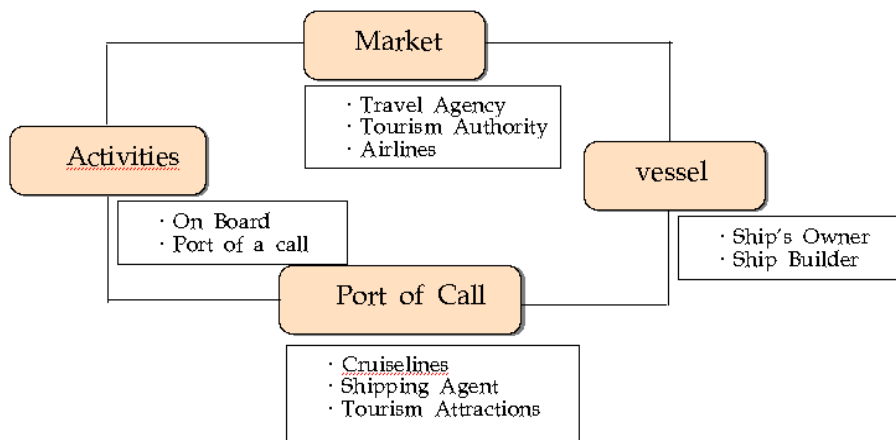 Market
· Travel Agency
· Tourism Authority
· Airlines
Activities
· On Board
· Port of a call
vessel
· Ship's Owner
· Ship Builder
Port of Call
· Cruiselines
· Shipping Agent
· Tourism Attractions